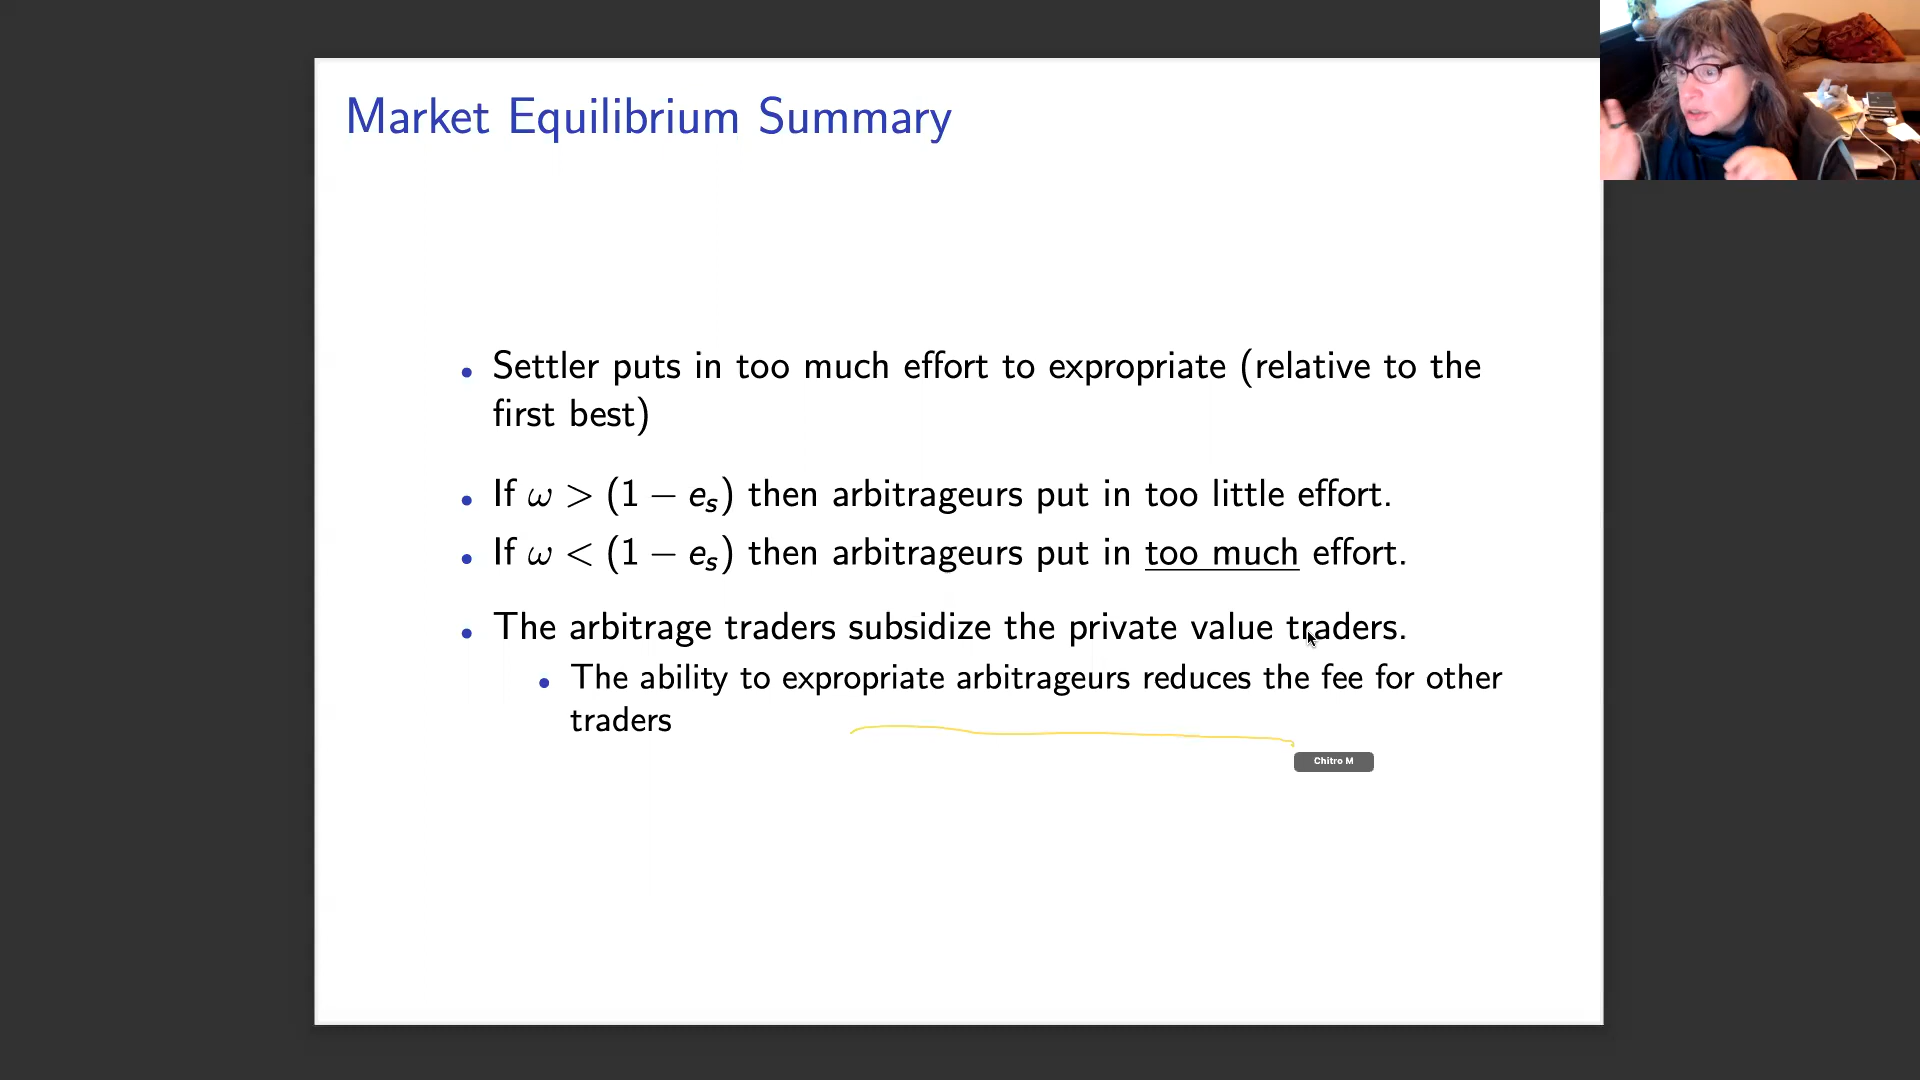 Market Equilibrium Summary
• Settler puts in too much effort to expropriate (relative to the
first best)
• If ω > (1 − eₛ) then arbitrageurs put in too little effort.
• If ω < (1 − eₛ) then arbitrageurs put in too much effort.
• The arbitrage traders subsidize the private value traders.
• The ability to expropriate arbitrageurs reduces the fee for other
traders
Chitro M